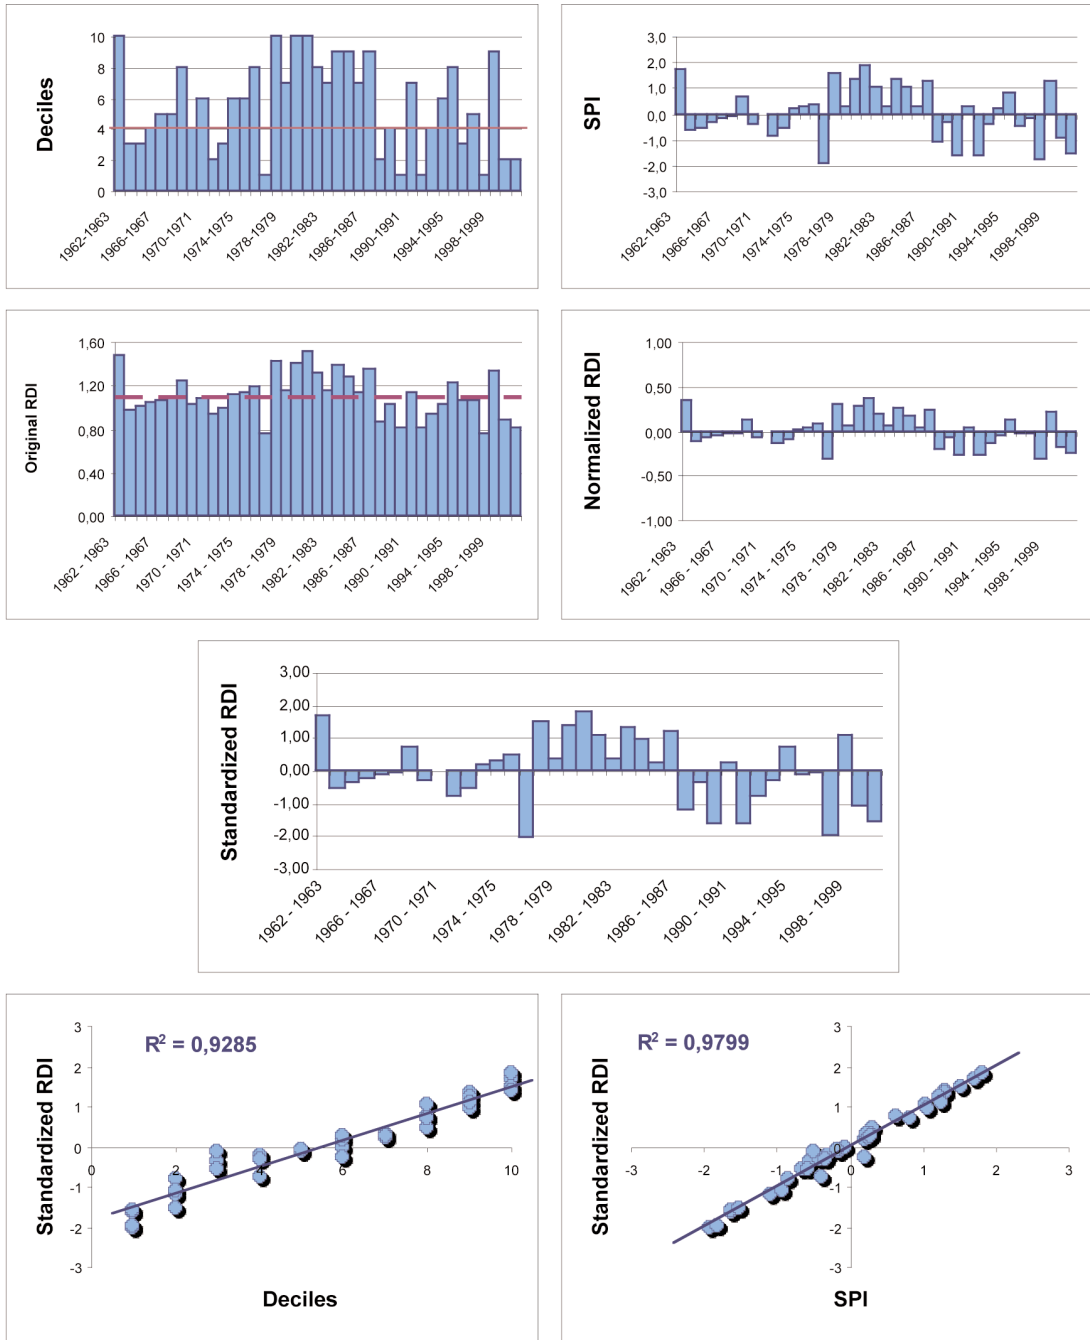 Deciles
10
8
6
4
2
0
1962-1963
1966-1967
1970-1971
1974-1975
1978-1979
1982-1983
1986-1987
1990-1991
1994-1995
1998-1999
SPI
3,0
2,0
1,0
0,0
-1,0
-2,0
-3,0
1962-1963
1966-1967
1970-1971
1974-1975
1978-1979
1982-1983
1986-1987
1990-1991
1994-1995
1998-1999
Original RDI
1,60
1,20
0,80
0,40
0,00
1962 - 1963
1966 - 1967
1970 - 1971
1974 - 1975
1978 - 1979
1982 - 1983
1986 - 1987
1990 - 1991
1994 - 1995
1998 - 1999
Normalized RDI
1,00
0,50
0,00
-0,50
-1,00
1962 - 1963
1966 - 1967
1970 - 1971
1974 - 1975
1978 - 1979
1982 - 1983
1986 - 1987
1990 - 1991
1994 - 1995
1998 - 1999
Standardized RDI
3,00
2,00
1,00
0,00
-1,00
-2,00
-3,00
1962 - 1963
1966 - 1967
1970 - 1971
1974 - 1975
1978 - 1979
1982 - 1983
1986 - 1987
1990 - 1991
1994 - 1995
1998 - 1999
Standardized RDI
R² = 0,9285
3
2
1
0
-1
-2
-3
0 2 4 6 8 10
Deciles
Standardized RDI
R² = 0,9799
3
2
1
0
-1
-2
-3
-3 -2 -1 0 1 2 3
SPI